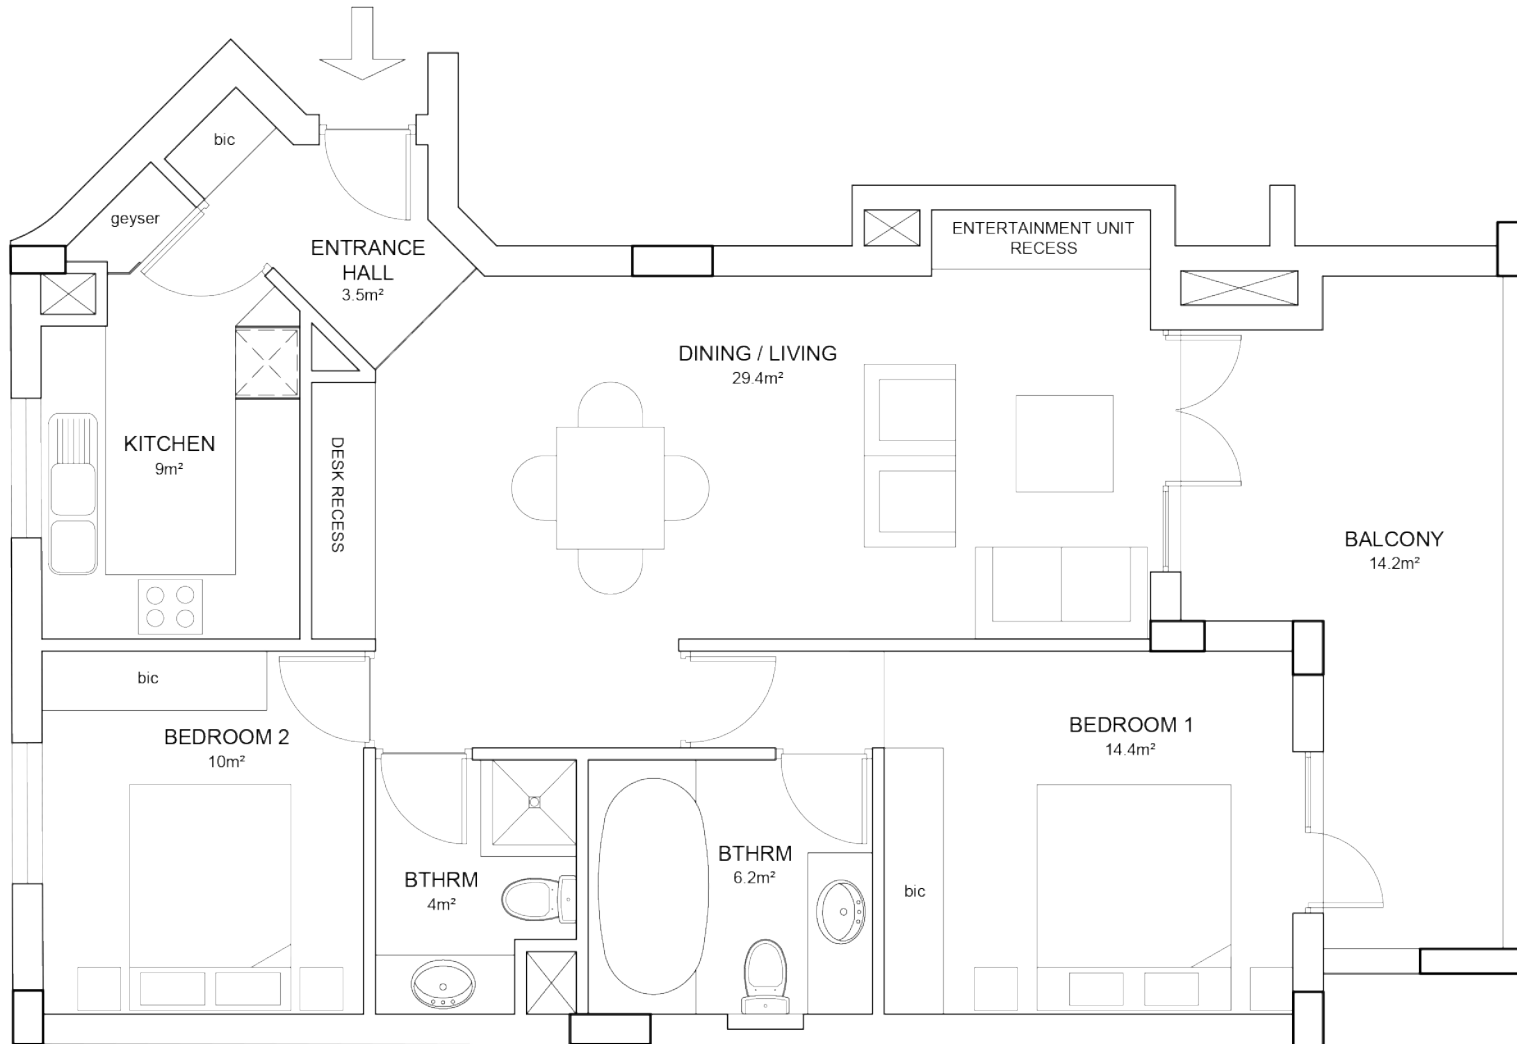 bic
geyser
ENTRANCE
HALL
3.5m²
ENTERTAINMENT UNIT
RECESS
DINING / LIVING
29.4m²
KITCHEN
9m²
DESK RECESS
BALCONY
14.2m²
bic
BEDROOM 2
10m²
BEDROOM 1
14.4m²
BTHRM
4m²
BTHRM
6.2m²
bic